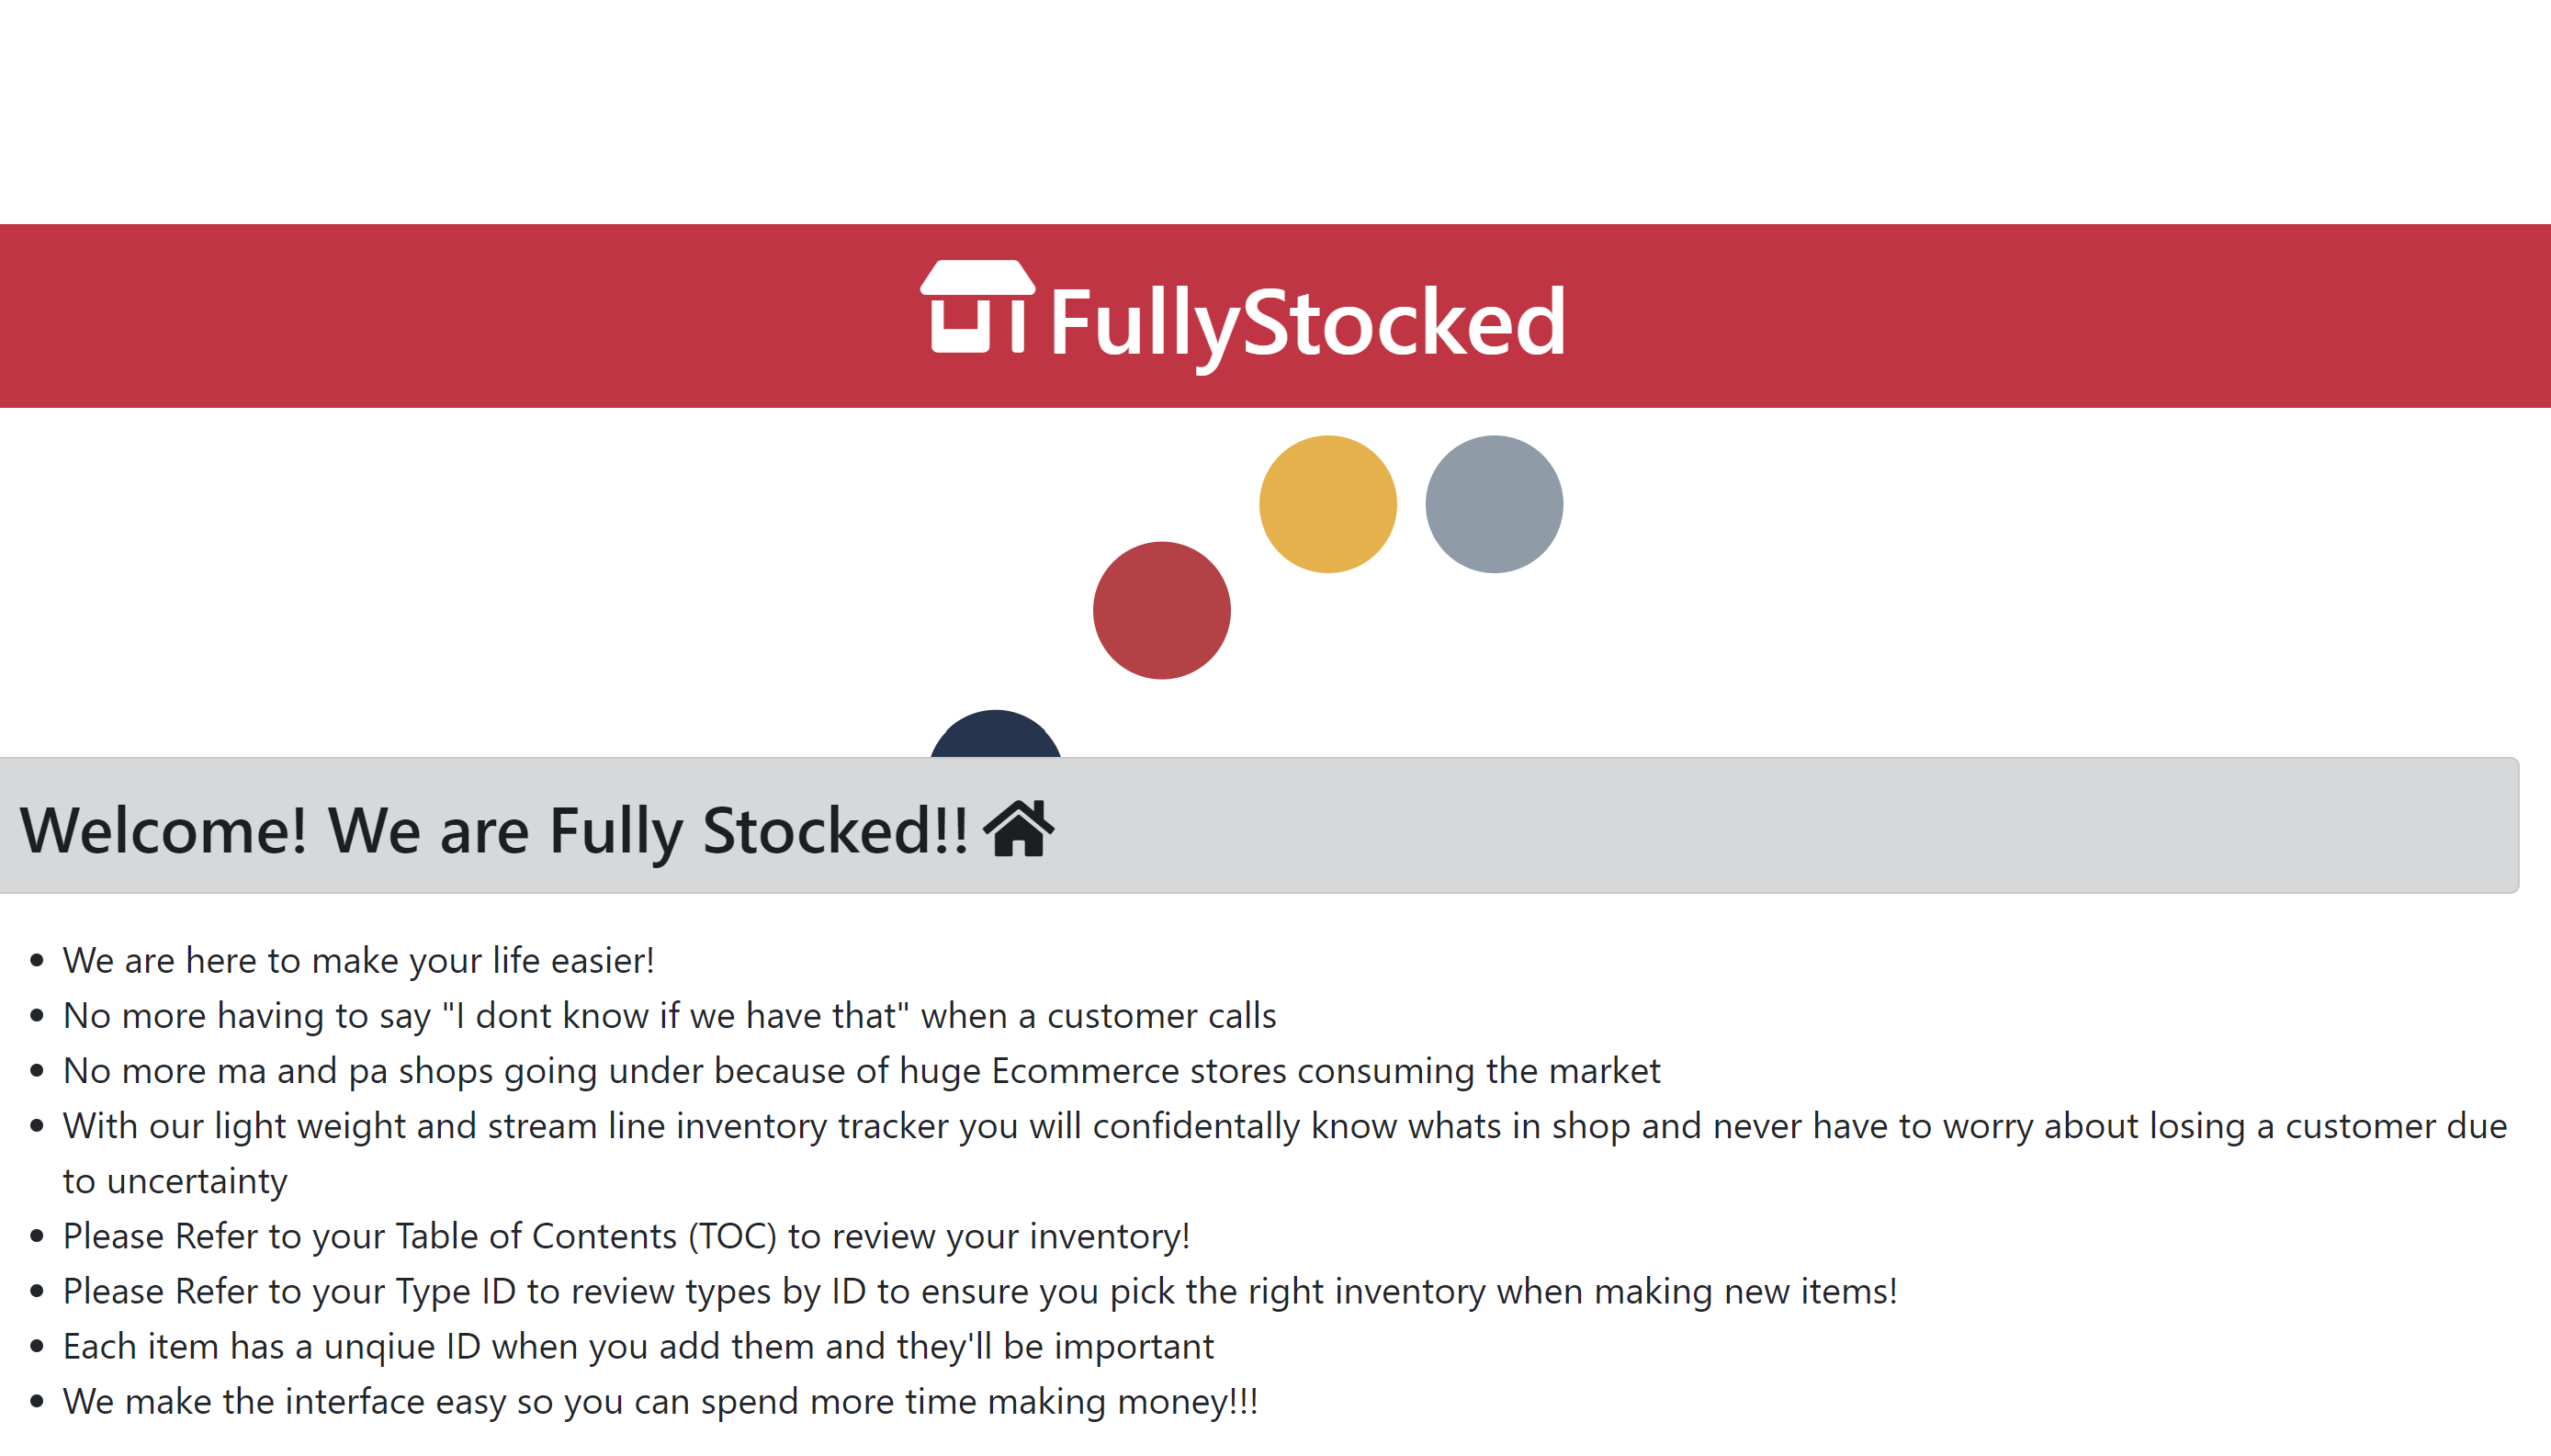 FullyStocked
Welcome! We are Fully Stocked!!
We are here to make your life easier!
No more having to say "I dont know if we have that" when a customer calls
No more ma and pa shops going under because of huge Ecommerce stores consuming the market
With our light weight and stream line inventory tracker you will confidentally know whats in shop and never have to worry about losing a customer due
to uncertainty
Please Refer to your Table of Contents (TOC) to review your inventory!
Please Refer to your Type ID to review types by ID to ensure you pick the right inventory when making new items!
Each item has a unqiue ID when you add them and they'll be important
We make the interface easy so you can spend more time making money!!!